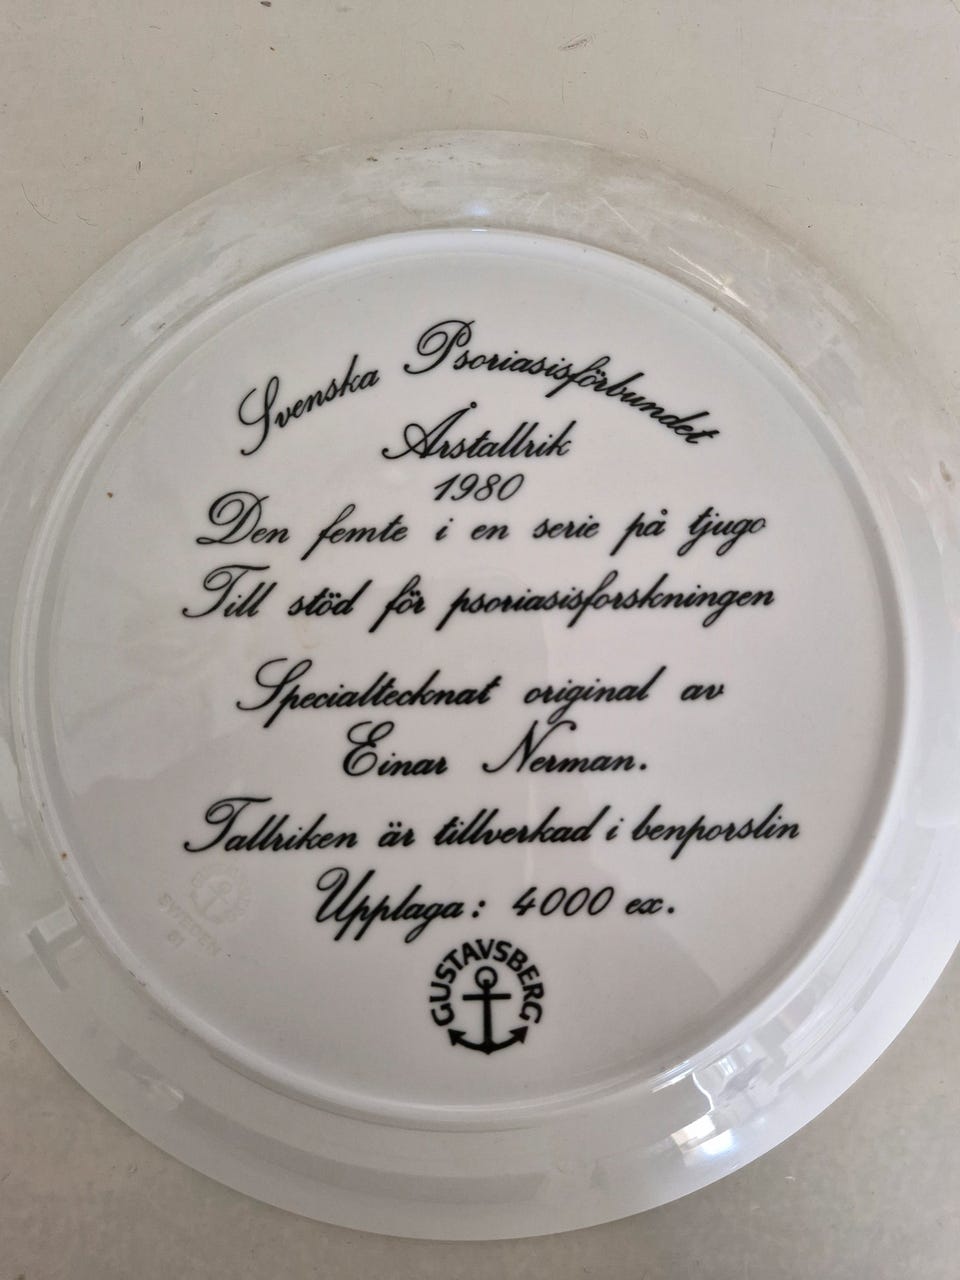 Svenska Psoriasisförbundet
Årstallrik
1980
Den femte i en serie på tjugo
Till stöd för psoriasisforskningen
Specialtecknat original av
Einar Nerman.
Tallriken är tillverkad i benporslin
Upplaga: 4000 ex.
GUSTAVSBERG
SWEDEN